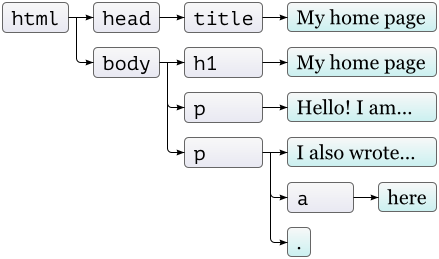 html head title My home page
body h1 My home page
p Hello! I am...
p I also wrote...
a here
.